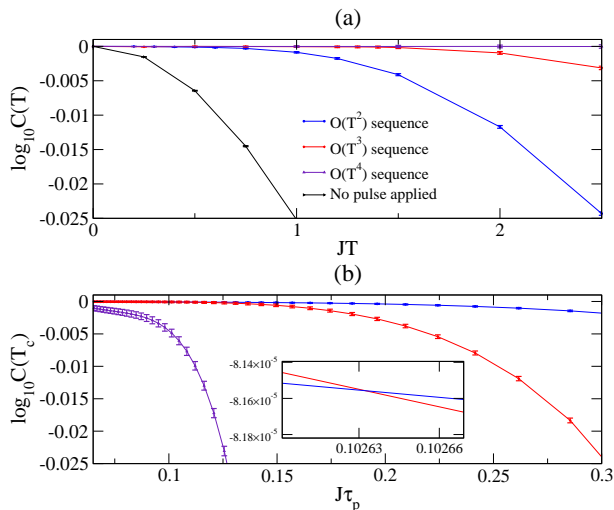 (a)
log10C(T)
0
-0.005
-0.01
-0.015
-0.02
-0.025
O(T^2) sequence
O(T^3) sequence
O(T^4) sequence
No pulse applied
0 1 2
JT
(b)
log10C(Tc)
0
-0.005
-0.01
-0.015
-0.02
-0.025
-8.14×10^-5
-8.16×10^-5
-8.18×10^-5
0.10263 0.10266
0.1 0.15 0.2 0.25 0.3
Jτp